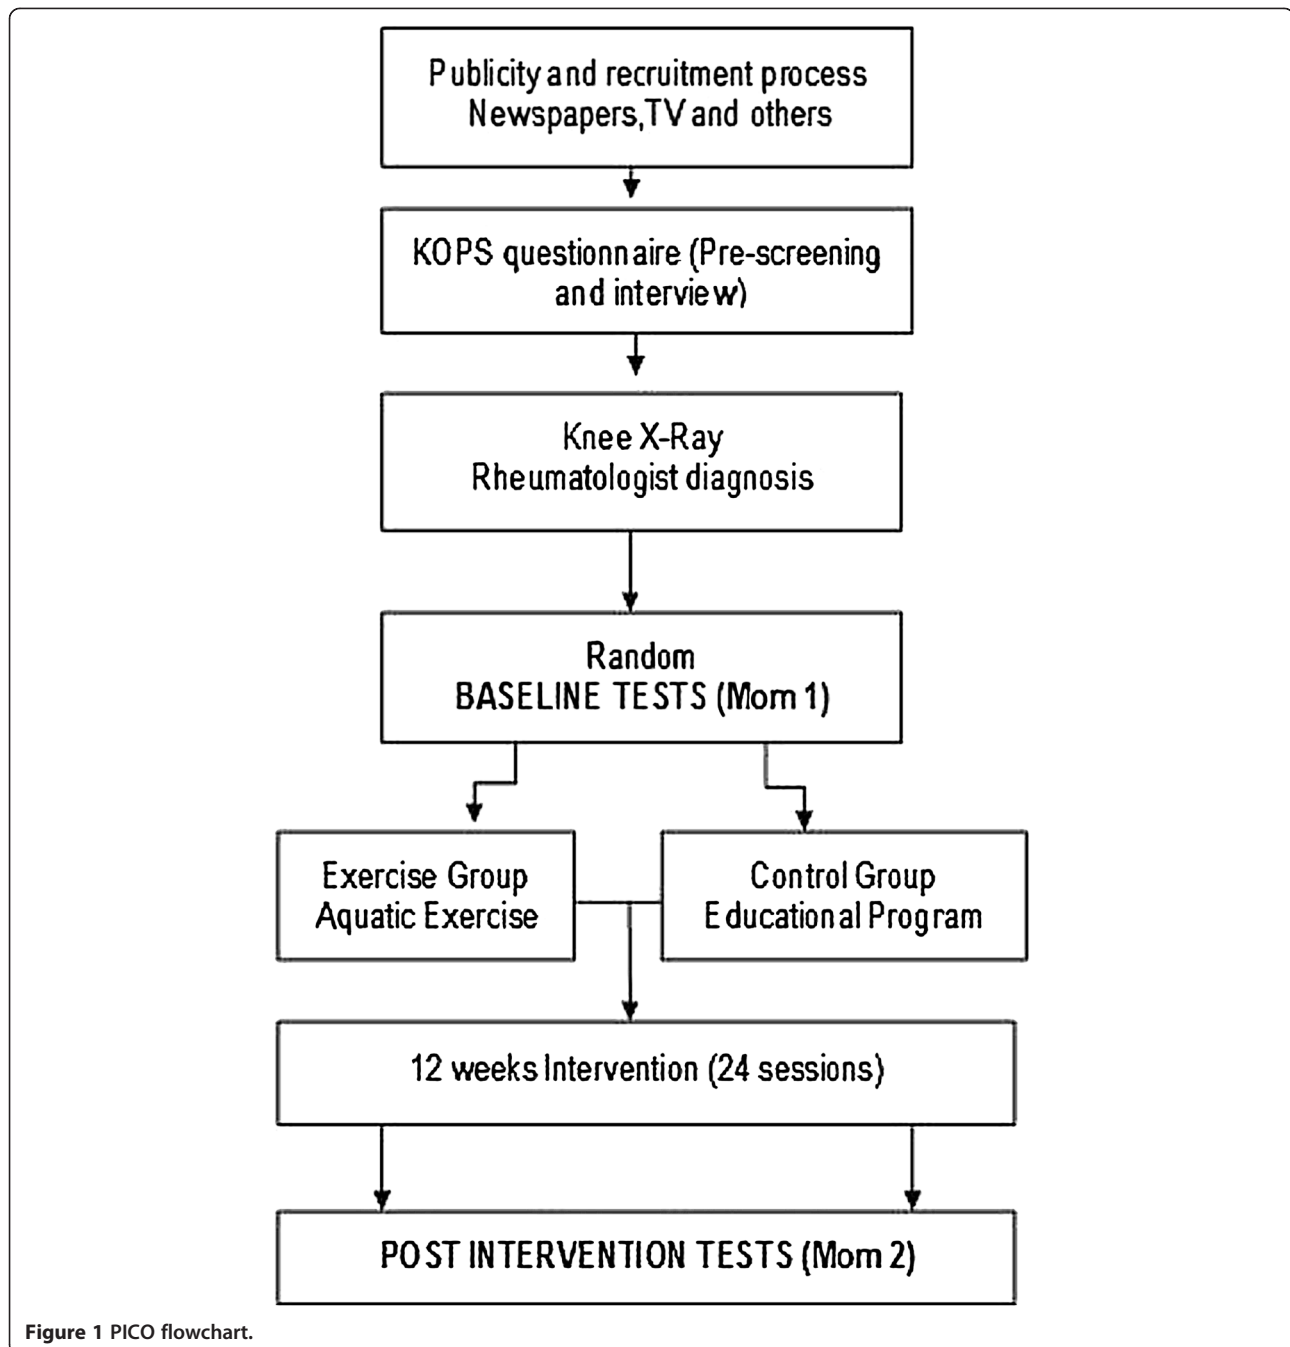 Publicity and recruitment process
Newspapers,TV and others
KOPS questionnaire (Pre-screening
and interview)
Knee X-Ray
Rheumatologist diagnosis
Random
BASELINE TESTS (Mom 1)
Exercise Group
Aquatic Exercise
Control Group
Educational Program
12 weeks Intervention (24 sessions)
POST INTERVENTION TESTS (Mom 2)
Figure 1 PICO flowchart.